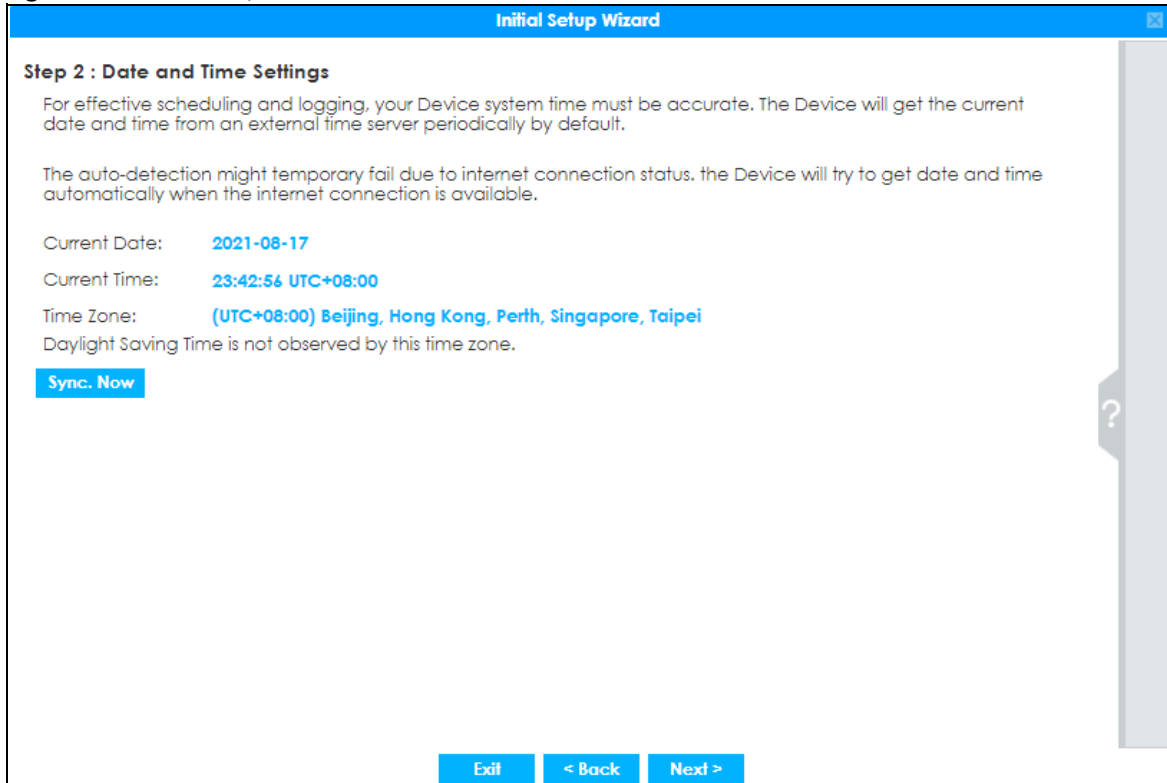 Initial Setup Wizard
Step 2 : Date and Time Settings
For effective scheduling and logging, your Device system time must be accurate. The Device will get the current
date and time from an external time server periodically by default.
The auto-detection might temporary fail due to internet connection status. the Device will try to get date and time
automatically when the internet connection is available.
Current Date: 2021-08-17
Current Time: 23:42:56 UTC+08:00
Time Zone: (UTC+08:00) Beijing, Hong Kong, Perth, Singapore, Taipei
Daylight Saving Time is not observed by this time zone.
Sync. Now
?
Exit < Back Next >